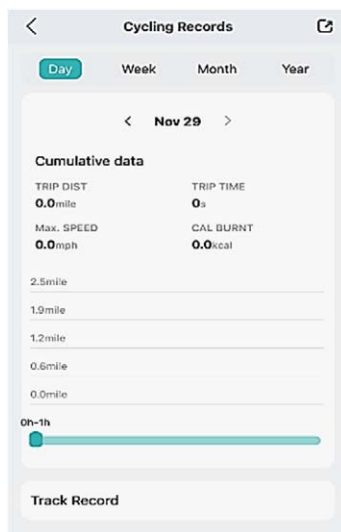 Cycling Records
Day Week Month Year
< Nov 29 >
Cumulative data
TRIP DIST TRIP TIME
0.0mile 0s
Max. SPEED CAL BURNT
0.0mph 0.0kcal
2.5mile
1.9mile
1.2mile
0.6mile
0.0mile
0h-1h
Track Record